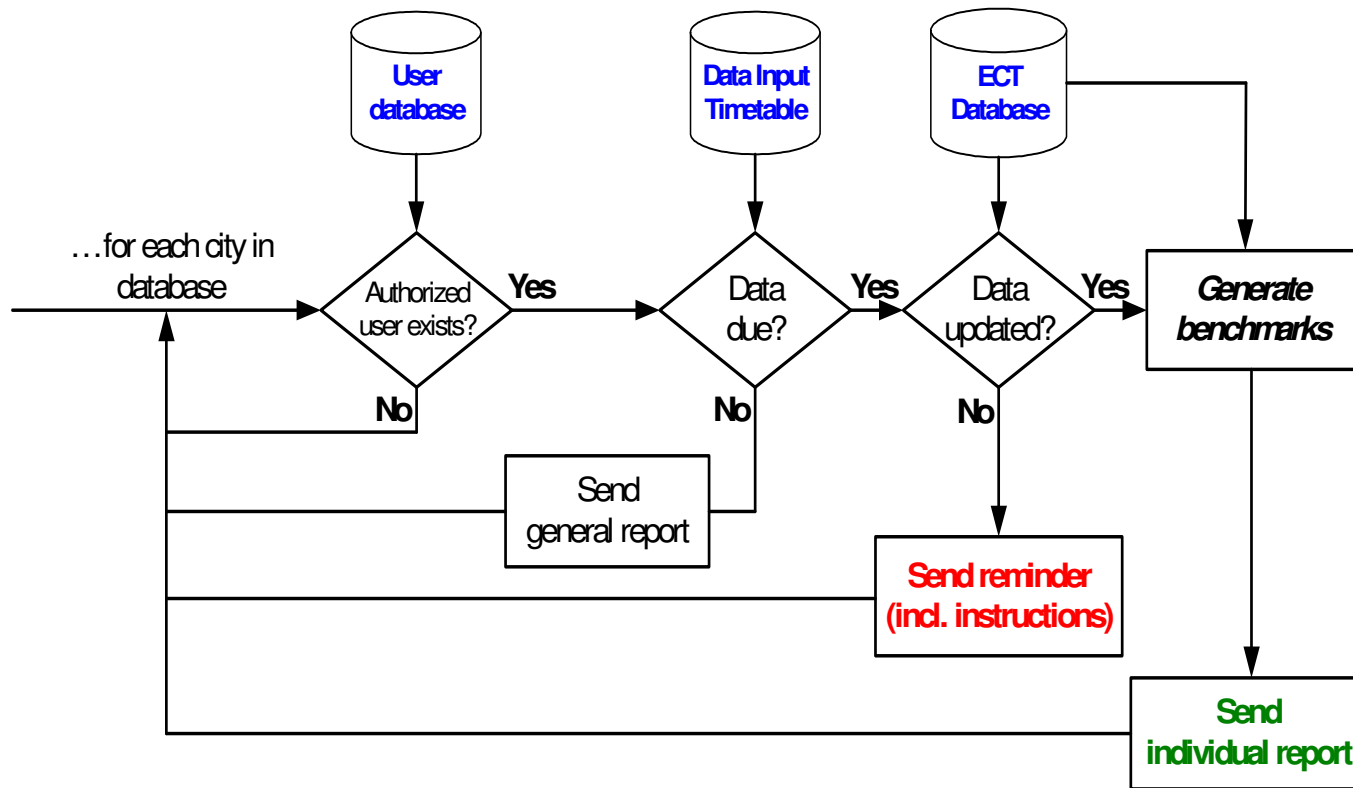 User
database
Data Input
Timetable
ECT
Database
…for each city in
database
Authorized
user exists?
Yes
Data
due?
Yes
Data
updated?
Yes
Generate
benchmarks
No
No
No
Send
general report
Send reminder
(incl. instructions)
Send
individual report